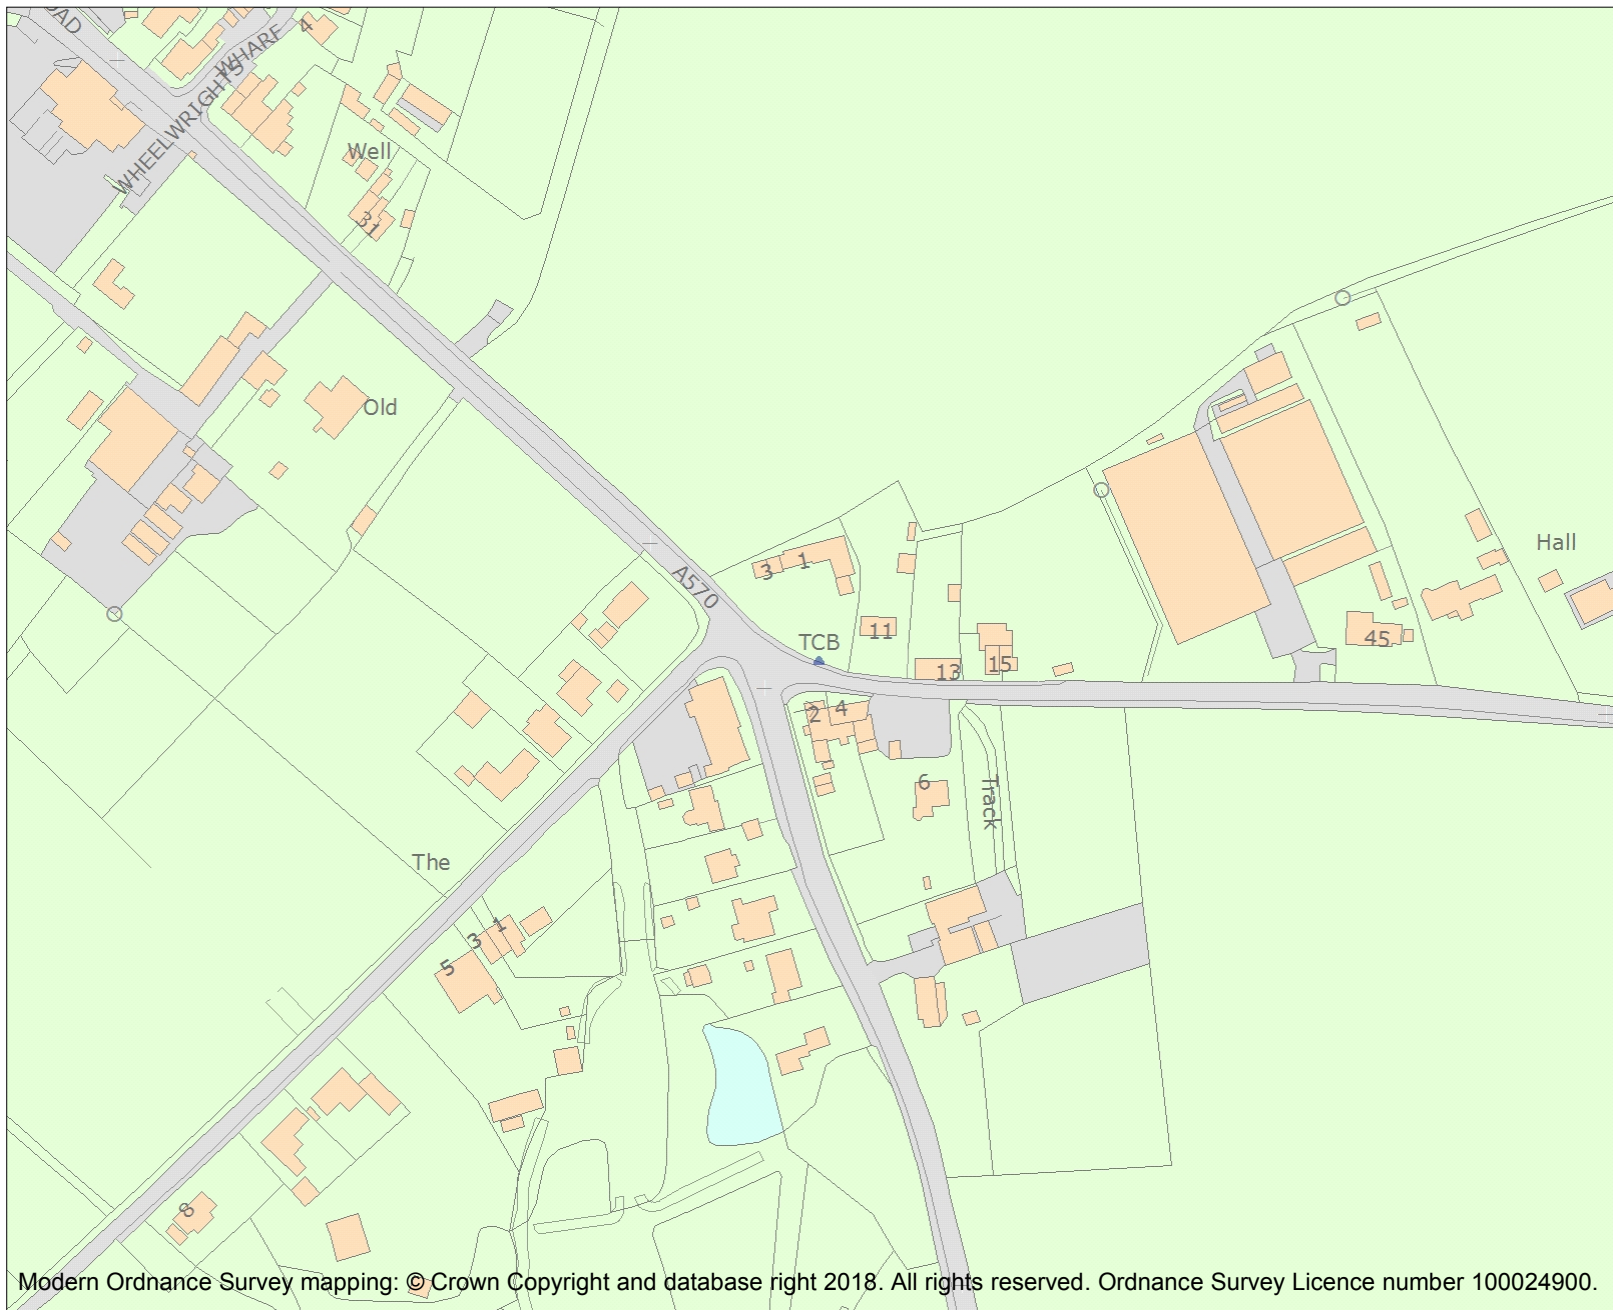 OAD
WHEELWRIGHTS WHARF
4
Well
31
Old
A570
3
1
TCB
11
13
15
45
Hall
2
4
6
Track
The
1
3
5
8
Modern Ordnance Survey mapping: © Crown Copyright and database right 2018. All rights reserved. Ordnance Survey Licence number 100024900.